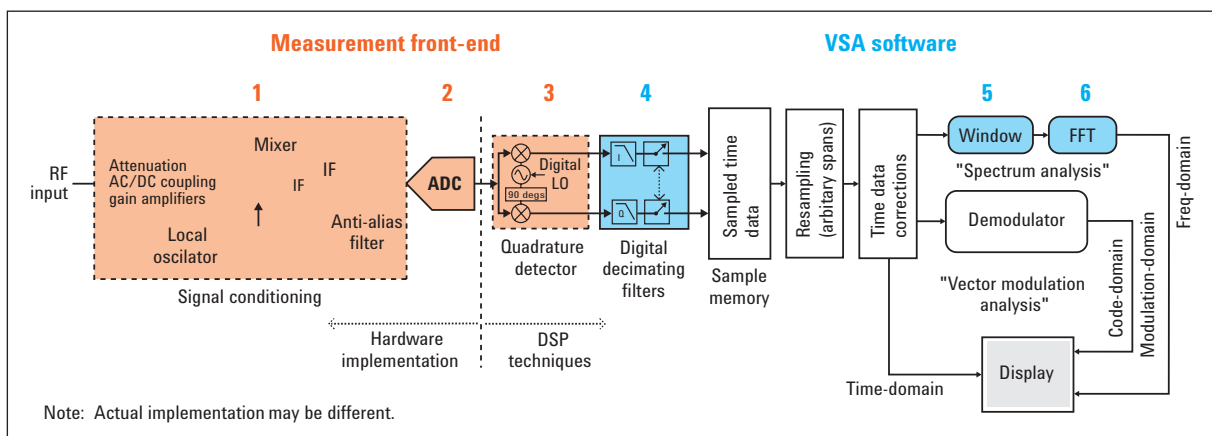 Measurement front-end
VSA software
1
2
3
4
5
6
RF
input
Attenuation
AC/DC coupling
gain amplifiers
Mixer
IF
IF
Local
oscilator
Anti-alias
filter
Signal conditioning
ADC
Digital
LO
90 degs
Quadrature
detector
I
Q
Digital
decimating
filters
Sampled time
data
Sample
memory
Resampling
(arbitrary spans)
Time data
corrections
Window
FFT
"Spectrum analysis"
Demodulator
"Vector modulation
analysis"
Freq-domain
Code-domain
Modulation-domain
Hardware
implementation
DSP
techniques
Time-domain
Display
Note: Actual implementation may be different.